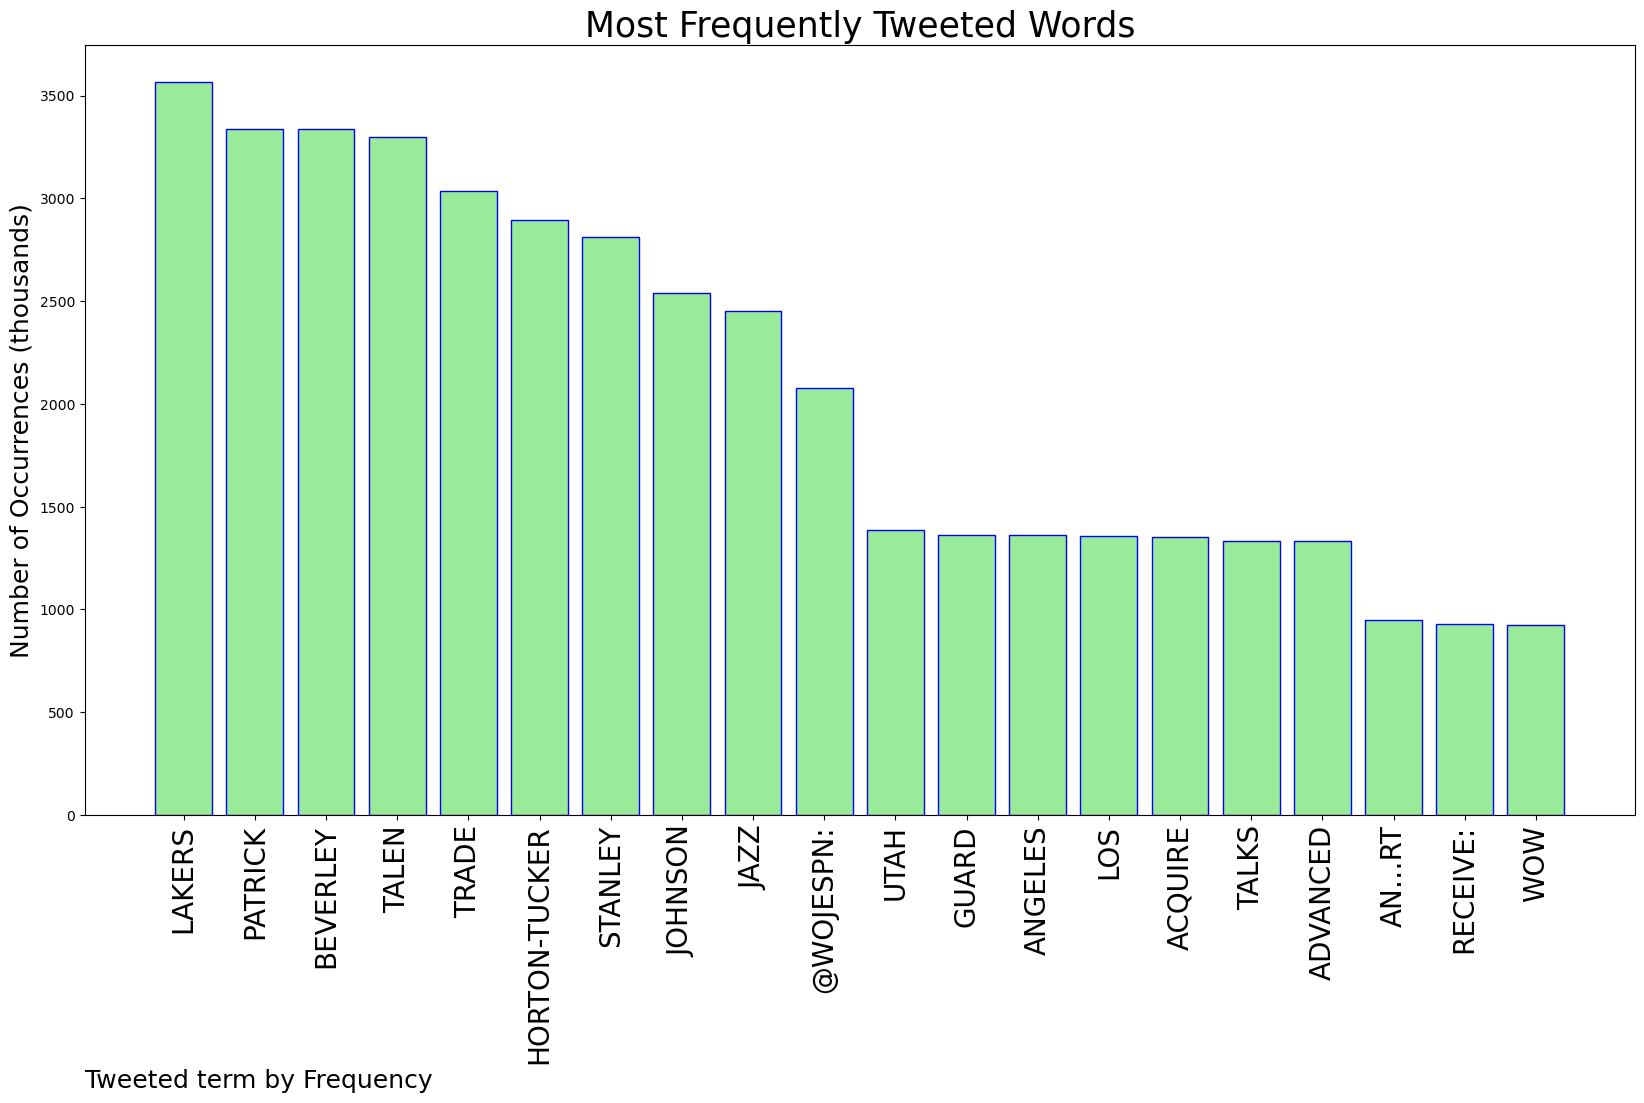 Most Frequently Tweeted Words
Number of Occurrences (thousands)
3500
3000
2500
2000
1500
1000
500
0
LAKERS
PATRICK
BEVERLEY
TALEN
TRADE
HORTON-TUCKER
STANLEY
JOHNSON
JAZZ
@WOJESPN:
UTAH
GUARD
ANGELES
LOS
ACQUIRE
TALKS
ADVANCED
AN....RT
RECEIVE:
WOW
Tweeted term by Frequency